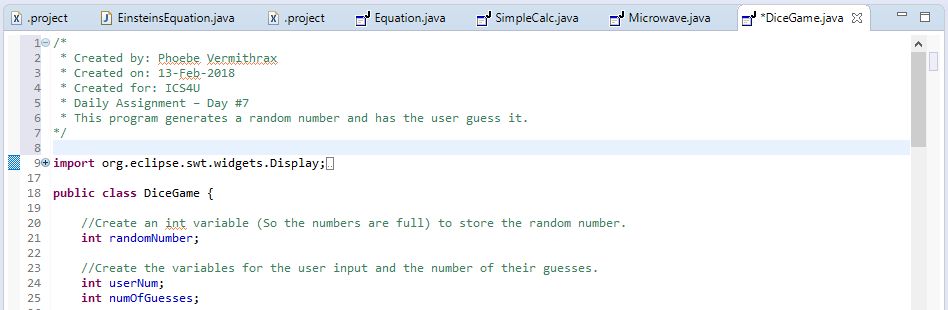 .project EinsteinsEquation.java .project Equation.java SimpleCalc.java Microwave.java *DiceGame.java
1 /*
2  * Created by: Phoebe Vermithrax
3  * Created on: 13-Feb-2018
4  * Created for: ICS4U
5  * Daily Assignment – Day #7
6  * This program generates a random number and has the user guess it.
7 */
8
9 import org.eclipse.swt.widgets.Display;
17
18 public class DiceGame {
19
20     //Create an int variable (So the numbers are full) to store the random number.
21     int randomNumber;
22
23     //Create the variables for the user input and the number of their guesses.
24     int userNum;
25     int numOfGuesses;